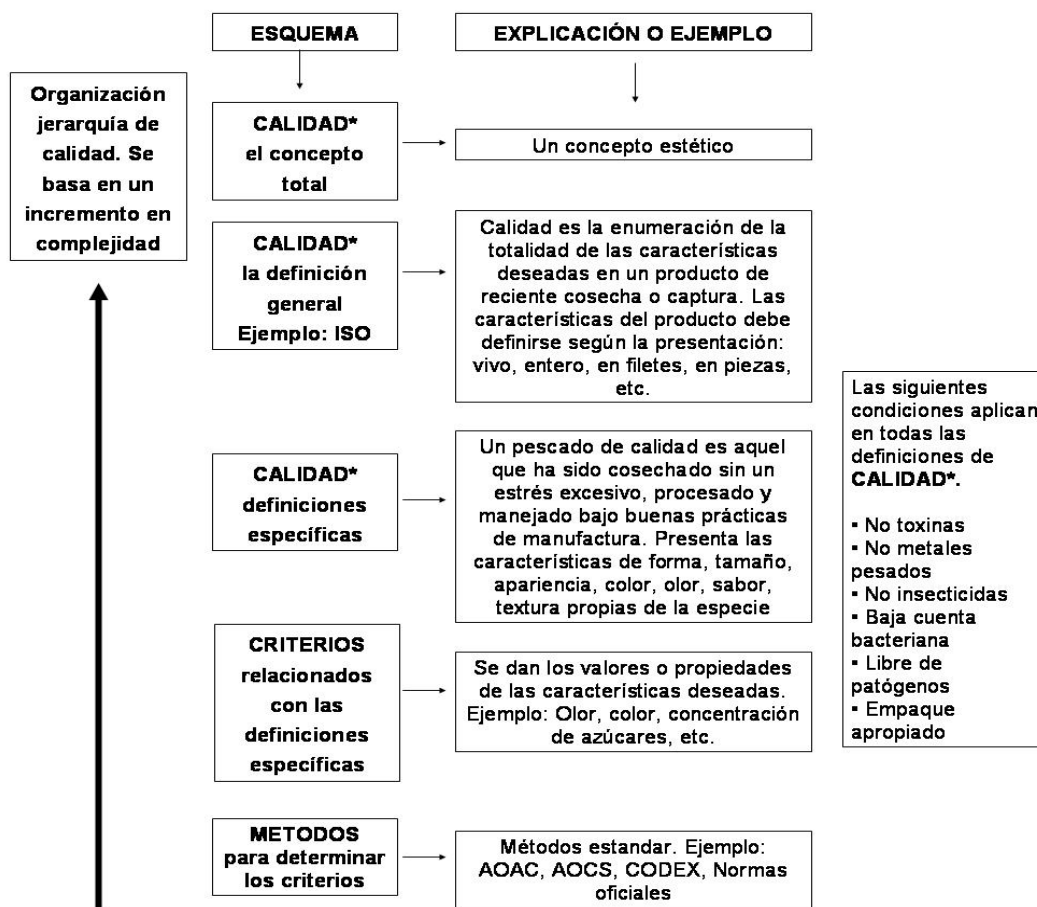 ESQUEMA
EXPLICACIÓN O EJEMPLO
Organización
jerarquía de
calidad. Se
basa en un
incremento en
complejidad
CALIDAD*
el concepto
total
Un concepto estético
CALIDAD*
la definición
general
Ejemplo: ISO
Calidad es la enumeración de la
totalidad de las características
deseadas en un producto de
reciente cosecha o captura. Las
características del producto debe
definirse según la presentación:
vivo, entero, en filetes, en piezas,
etc.
CALIDAD*
definiciones
específicas
Un pescado de calidad es aquel
que ha sido cosechado sin un
estrés excesivo, procesado y
manejado bajo buenas prácticas
de manufactura. Presenta las
características de forma, tamaño,
apariencia, color, olor, sabor,
textura propias de la especie
CRITERIOS
relacionados
con las
definiciones
específicas
Se dan los valores o propiedades
de las características deseadas.
Ejemplo: Olor, color, concentración
de azúcares, etc.
METODOS
para determinar
los criterios
Métodos estandar. Ejemplo:
AOAC, AOCS, CODEX, Normas
oficiales
Las siguientes
condiciones aplican
en todas las
definiciones de
CALIDAD*.
▪ No toxinas
▪ No metales
pesados
▪ No insecticidas
▪ Baja cuenta
bacteriana
▪ Libre de
patógenos
▪ Empaque
apropiado